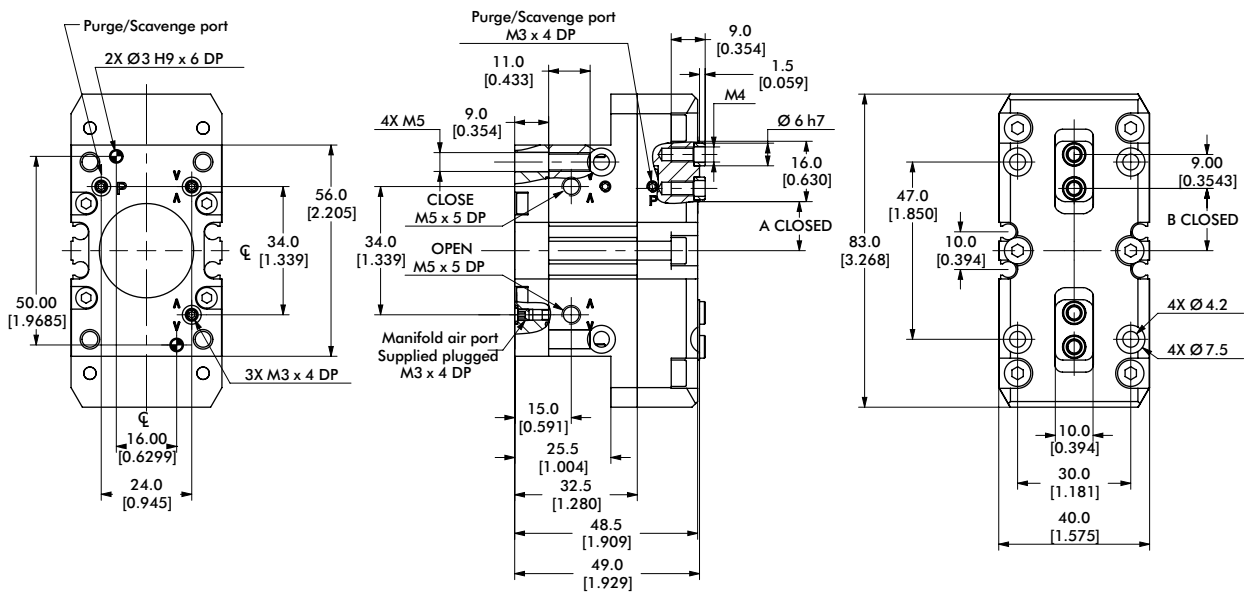 Purge/Scavenge port
2X Ø3 H9 x 6 DP
P
56.0
[2.205]
34.0
[1.339]
℄
50.00
[1.9685]
3X M3 x 4 DP
℄
16.00
[0.6299]
24.0
[0.945]
Purge/Scavenge port
M3 x 4 DP
9.0
[0.354]
11.0
[0.433]
1.5
[0.059]
M4
9.0
[0.354]
4X M5
Ø 6 h7
16.0
[0.630]
P
CLOSE
M5 x 5 DP
A CLOSED
34.0
[1.339]
OPEN
M5 x 5 DP
Manifold air port
Supplied plugged
M3 x 4 DP
15.0
[0.591]
25.5
[1.004]
32.5
[1.280]
48.5
[1.909]
49.0
[1.929]
9.00
[0.3543]
47.0
[1.850]
B CLOSED
83.0
[3.268]
10.0
[0.394]
4X Ø 4.2
4X Ø 7.5
10.0
[0.394]
30.0
[1.181]
40.0
[1.575]